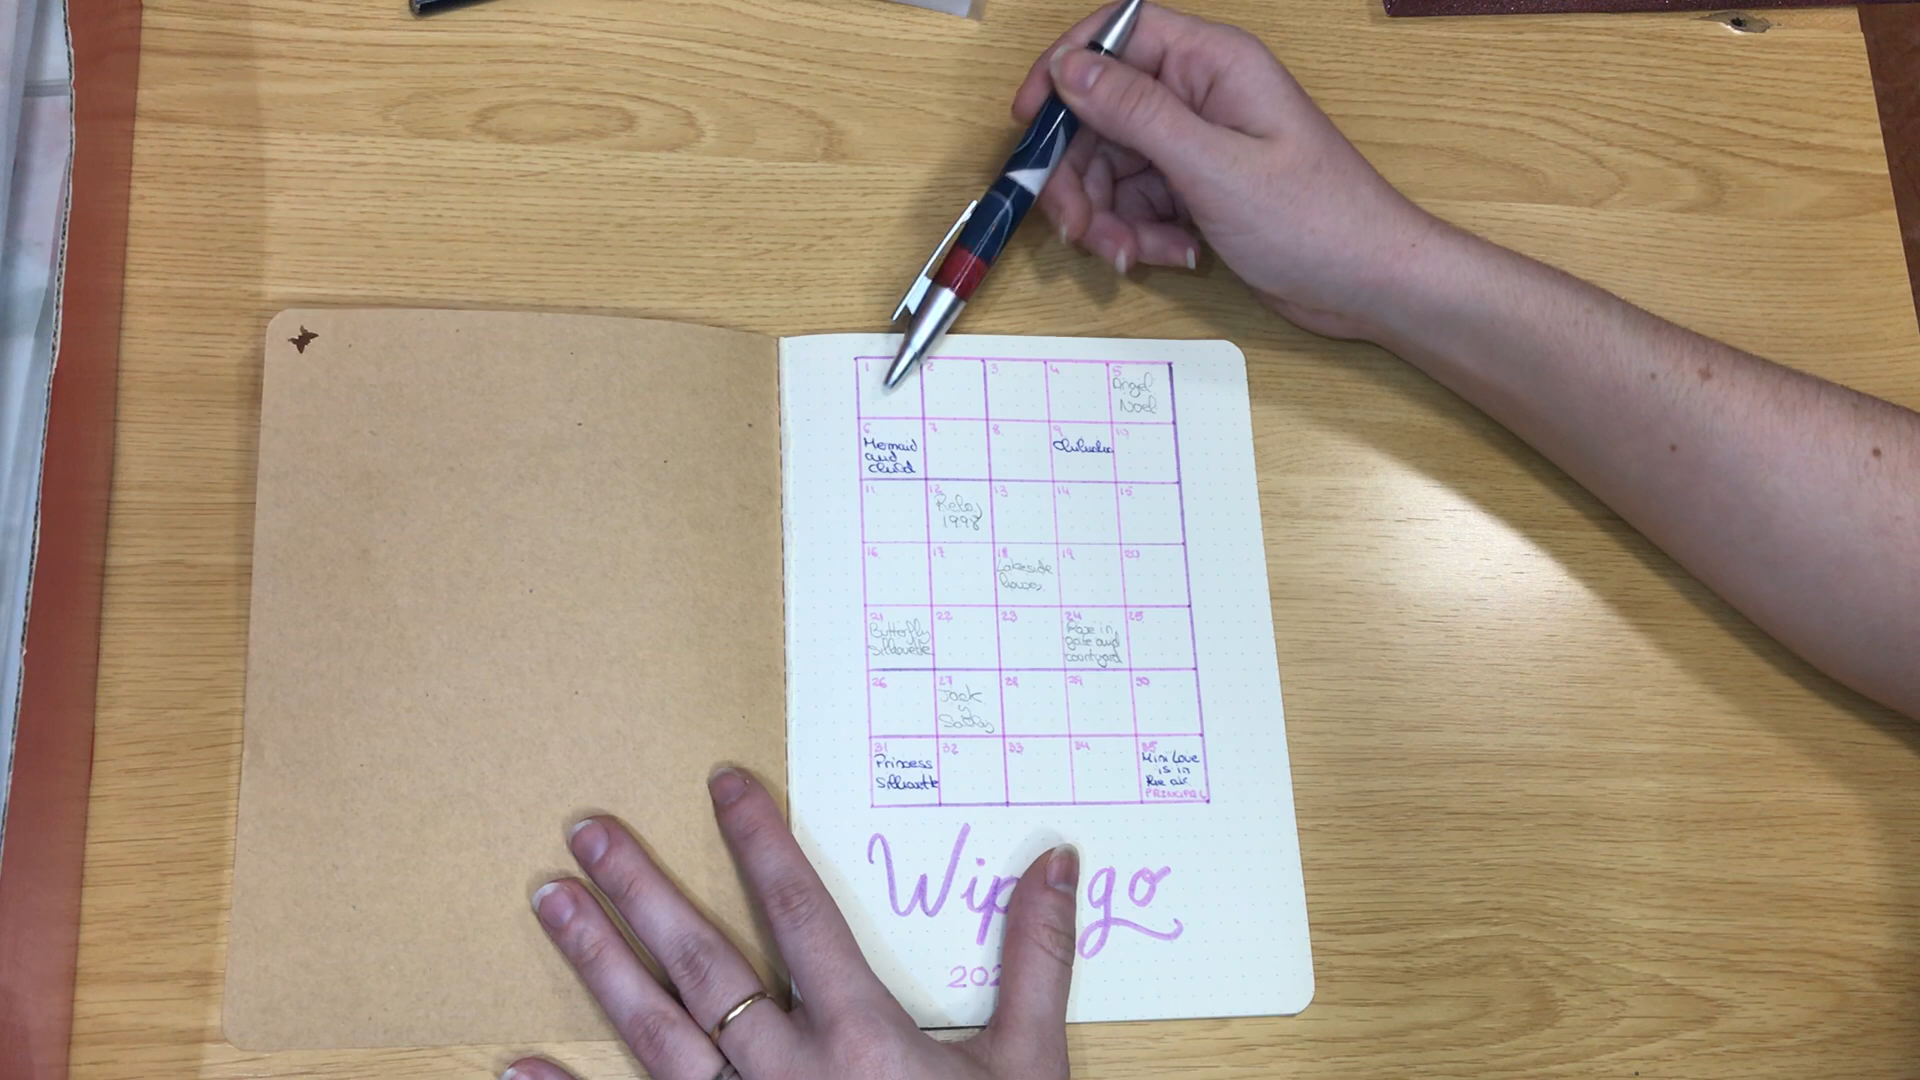 1 2 3 4 5
Angel
Noel
6 7 8 9 10
Mermaid
and
child
Chihuahua
11 12 13 14 15
Reloj
1998
16 17 18 19 20
Lakeside
houses
21 22 23 24 25
Butterfly
Silhouette
Rose in
gate and
courtyard
26 27 28 29 30
Jack
y
Sally
31 32 33 34 35
Princess
Silhouette
Mini Love
is in
the air
PRINCIPAL
Wip go
202